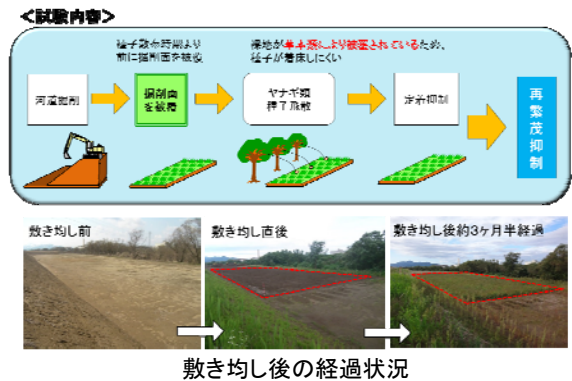 ＜試験内容＞
種子散布時期より
前に掘削面を被覆
裸地が草本類により被覆されているため、
種子が着床しにくい
河道掘削
掘削面
を被覆
ヤナギ類
種子飛散
定着抑制
再繁茂抑制
敷き均し前
敷き均し直後
敷き均し後約3ヶ月半経過
敷き均し後の経過状況